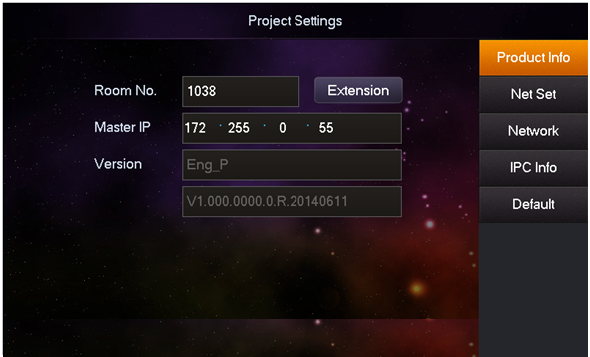 Project Settings
Product Info
Room No. 1038 Extension
Net Set
Master IP 172 . 255 . 0 . 55
Network
Version Eng_P
IPC Info
V1.000.0000.0.R.20140611
Default